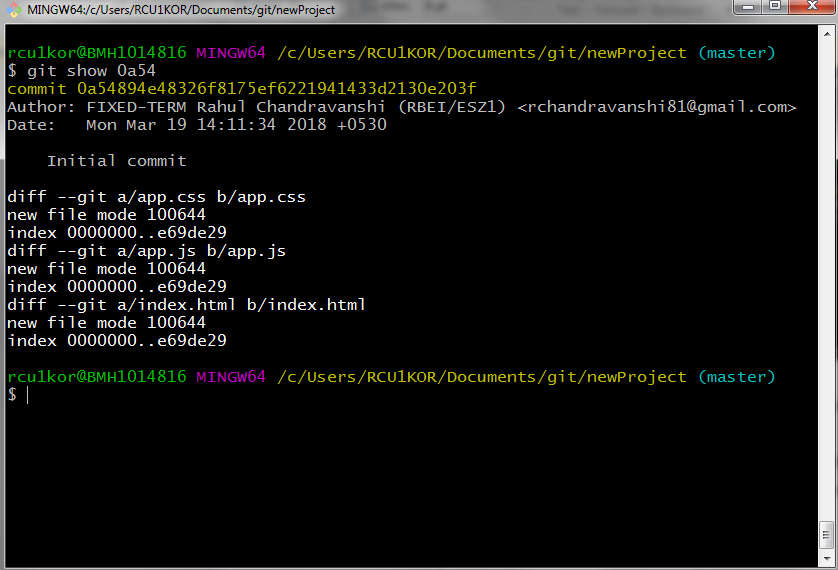 MINGW64:/c/Users/RCU1KOR/Documents/git/newProject
rcu1kor@BMH1014816 MINGW64 /c/Users/RCU1KOR/Documents/git/newProject (master)
$ git show 0a54
commit 0a54894e48326f8175ef6221941433d2130e203f
Author: FIXED-TERM Rahul Chandravanshi (RBEI/ESZ1) <rchandravanshi81@gmail.com>
Date:   Mon Mar 19 14:11:34 2018 +0530
    Initial commit
diff --git a/app.css b/app.css
new file mode 100644
index 0000000..e69de29
diff --git a/app.js b/app.js
new file mode 100644
index 0000000..e69de29
diff --git a/index.html b/index.html
new file mode 100644
index 0000000..e69de29
rcu1kor@BMH1014816 MINGW64 /c/Users/RCU1KOR/Documents/git/newProject (master)
$